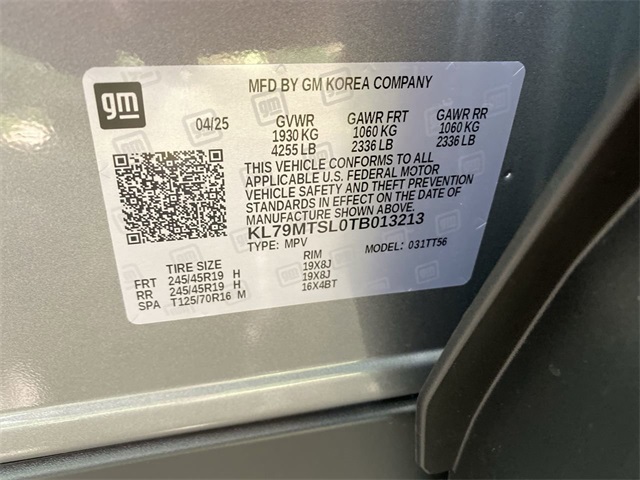 MFD BY GM KOREA COMPANY
gm
04/25 GVWR GAWR FRT GAWR RR
1930 KG 1060 KG 1060 KG
4255 LB 2336 LB 2336 LB
THIS VEHICLE CONFORMS TO ALL
APPLICABLE U.S. FEDERAL MOTOR
VEHICLE SAFETY AND THEFT PREVENTION
STANDARDS IN EFFECT ON THE DATE OF
MANUFACTURE SHOWN ABOVE.
KL79MTSL0TB013213
TYPE: MPV MODEL: 031TT56
TIRE SIZE RIM
FRT 245/45R19 H 19X8J
RR 245/45R19 H 19X8J
SPA T125/70R16 M 16X4BT